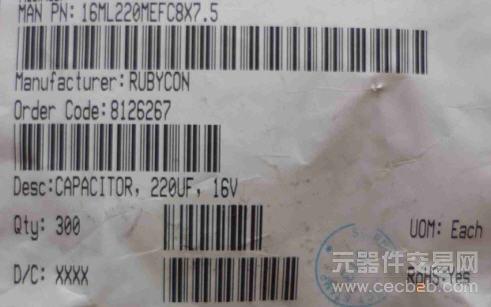 MAN PN: 16ML220MEFC8X7.5
Manufacturer: RUBYCON
Order Code: 8126267
Desc: CAPACITOR, 220UF, 16V
Qty: 300
UOM: Each
D/C: XXXX
RoHS: Yes
元器件交易网
www.cecb2b.com